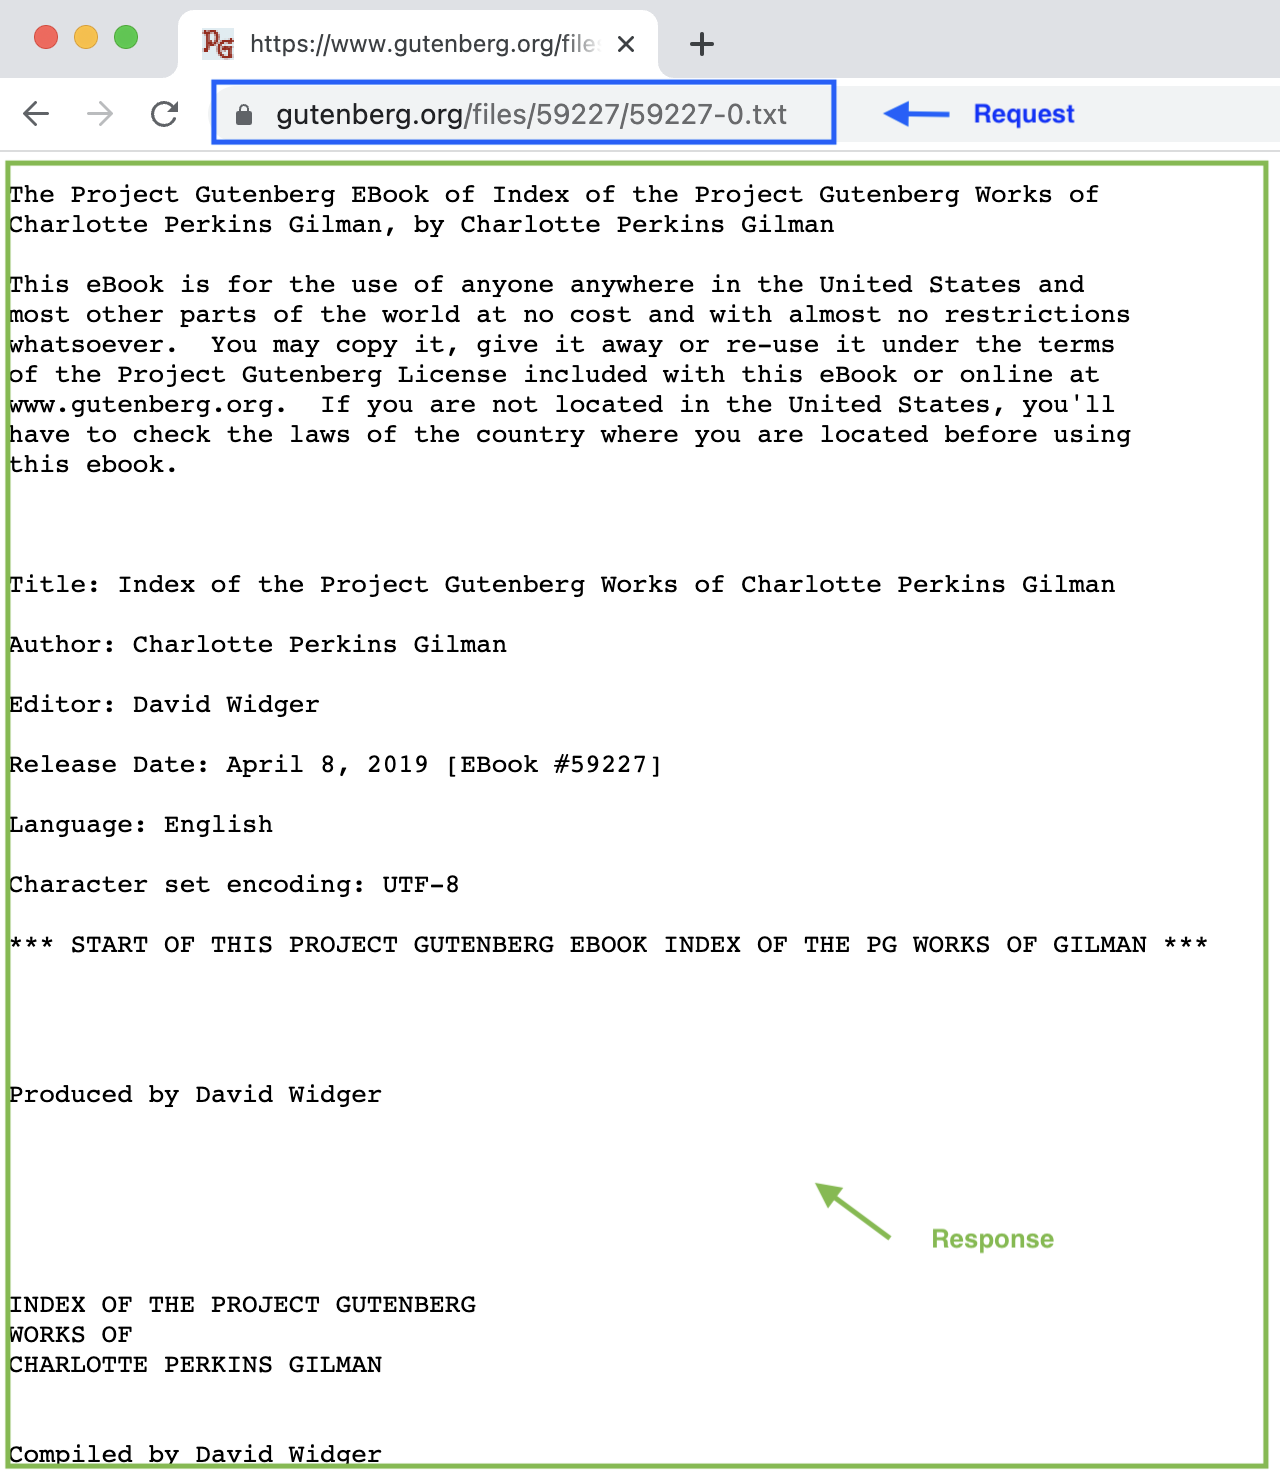 PG https://www.gutenberg.org/files
gutenberg.org/files/59227/59227-0.txt
Request
The Project Gutenberg EBook of Index of the Project Gutenberg Works of
Charlotte Perkins Gilman, by Charlotte Perkins Gilman
This eBook is for the use of anyone anywhere in the United States and
most other parts of the world at no cost and with almost no restrictions
whatsoever.  You may copy it, give it away or re-use it under the terms
of the Project Gutenberg License included with this eBook or online at
www.gutenberg.org.  If you are not located in the United States, you'll
have to check the laws of the country where you are located before using
this ebook.
Title: Index of the Project Gutenberg Works of Charlotte Perkins Gilman
Author: Charlotte Perkins Gilman
Editor: David Widger
Release Date: April 8, 2019 [EBook #59227]
Language: English
Character set encoding: UTF-8
*** START OF THIS PROJECT GUTENBERG EBOOK INDEX OF THE PG WORKS OF GILMAN ***
Produced by David Widger
Response
INDEX OF THE PROJECT GUTENBERG
WORKS OF
CHARLOTTE PERKINS GILMAN
Compiled by David Widger